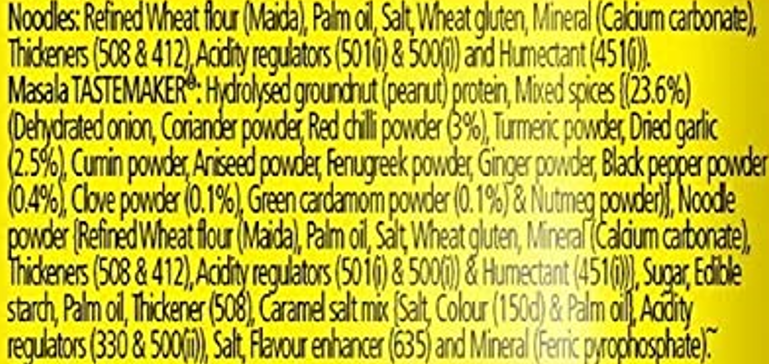 Noodles: Refined Wheat flour (Maida), Palm oil, Salt, Wheat gluten, Mineral (Calcium carbonate),
Thickeners (508 & 412), Acidity regulators (501(i) & 500(i)) and Humectant (451(i)).
Masala TASTEMAKER®: Hydrolysed groundnut (peanut) protein, Mixed spices [(23.6%)
(Dehydrated onion, Coriander powder, Red chilli powder (3%), Turmeric powder, Dried garlic
(2.5%), Cumin powder, Aniseed powder, Fenugreek powder, Ginger powder, Black pepper powder
(0.4%), Clove powder (0.1%), Green cardamom powder (0.1%) & Nutmeg powder)], Noodle
powder {Refined Wheat flour (Maida), Palm oil, Salt, Wheat gluten, Mineral (Calcium carbonate),
Thickeners (508 & 412), Acidity regulators (501(i) & 500(i)) & Humectant (451(i))}, Sugar, Edible
starch, Palm oil, Thickener (508), Caramel salt mix {Salt, Colour (150d) & Palm oil}, Acidity
regulators (330 & 500(ii)), Salt, Flavour enhancer (635) and Mineral (Ferric pyrophosphate).~